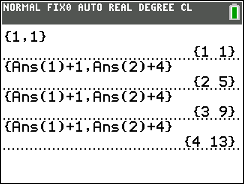 NORMAL FIX0 AUTO REAL DEGREE CL
{1,1}
{1 1}
{Ans(1)+1,Ans(2)+4}
{2 5}
{Ans(1)+1,Ans(2)+4}
{3 9}
{Ans(1)+1,Ans(2)+4}
{4 13}